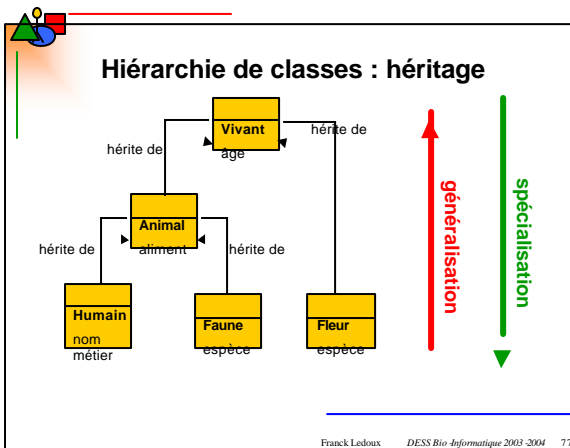 Hiérarchie de classes : héritage
Vivant
âge
hérite de
hérite de
Animal
aliment
hérite de
hérite de
Humain
nom
métier
Faune
espèce
Fleur
espèce
généralisation
spécialisation
Franck Ledoux DESS Bio-Informatique 2003-2004 77